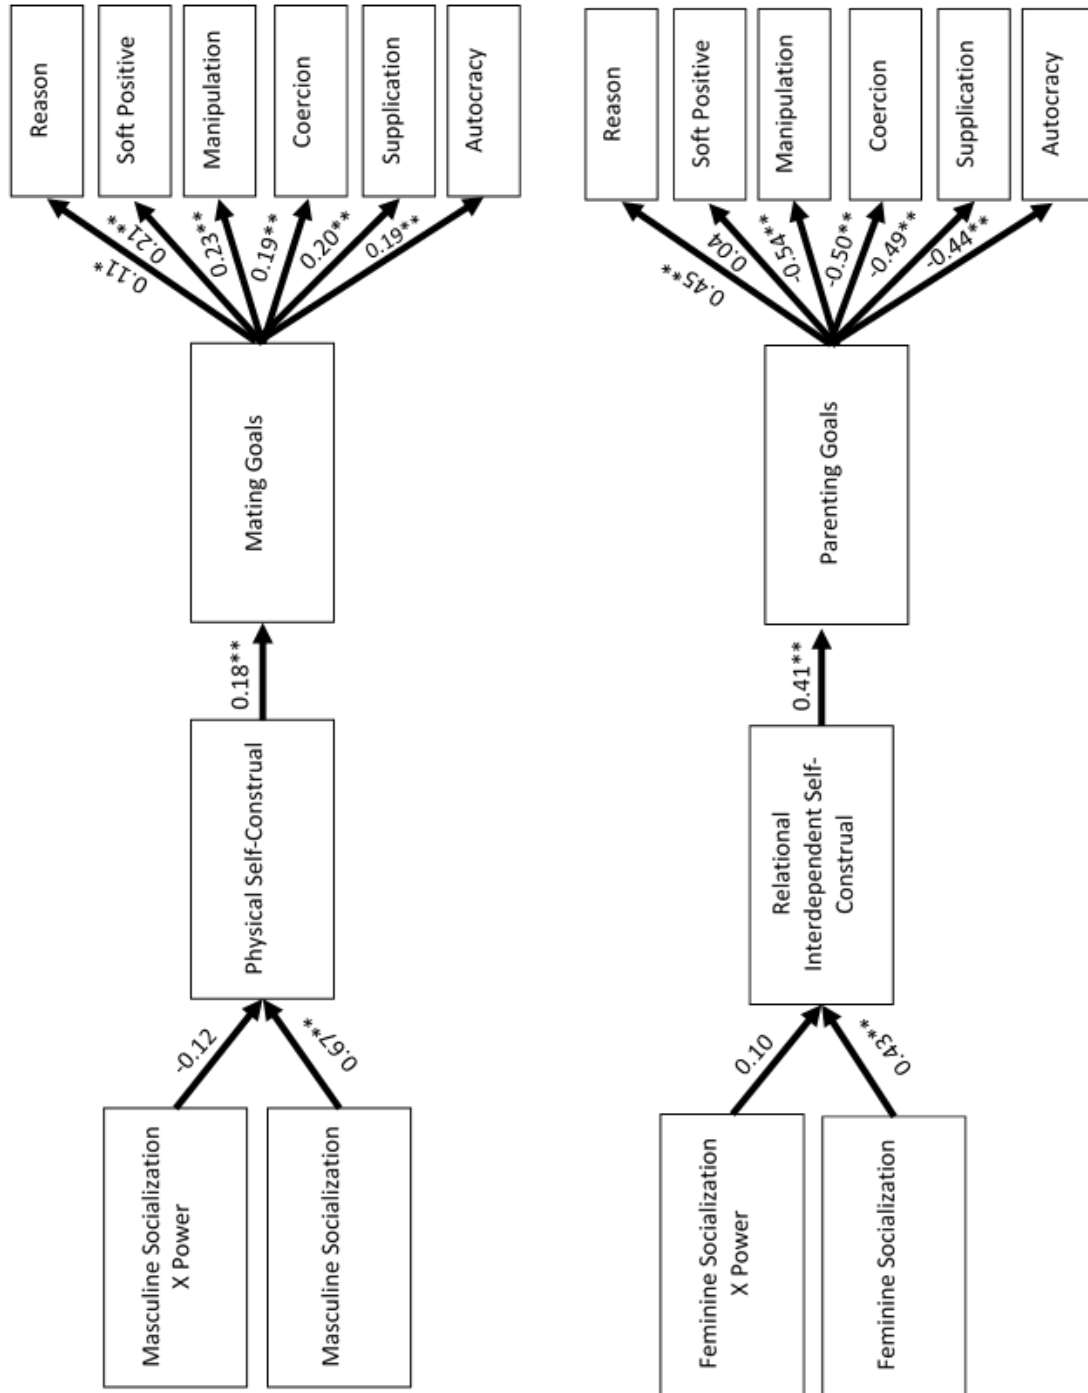 Reason
Soft Positive
Manipulation
Coercion
Supplication
Autocracy
0.11*
0.21**
0.23**
0.19**
0.20**
0.19**
Mating Goals
0.18**
Physical Self-Construal
-0.12
0.67**
Masculine Socialization
X Power
Masculine Socialization
Reason
Soft Positive
Manipulation
Coercion
Supplication
Autocracy
0.45**
0.04
-0.54**
-0.50**
-0.49**
-0.44**
Parenting Goals
0.41**
Relational
Interdependent Self-
Construal
0.10
0.43**
Feminine Socialization
X Power
Feminine Socialization